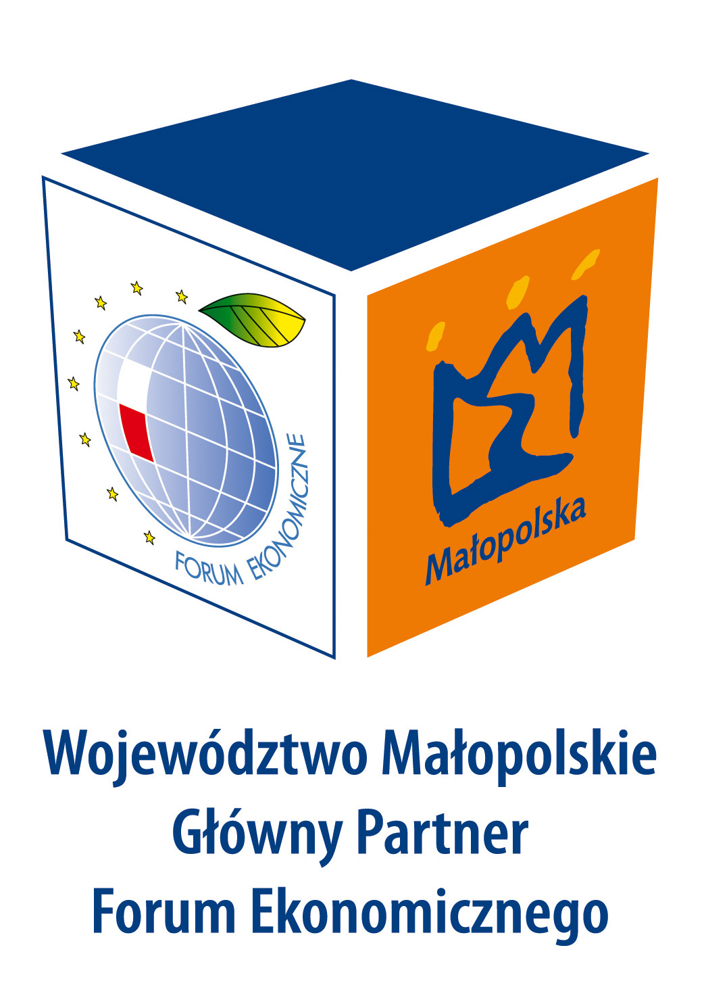 FORUM EKONOMICZNE
Małopolska
Województwo Małopolskie
Główny Partner
Forum Ekonomicznego